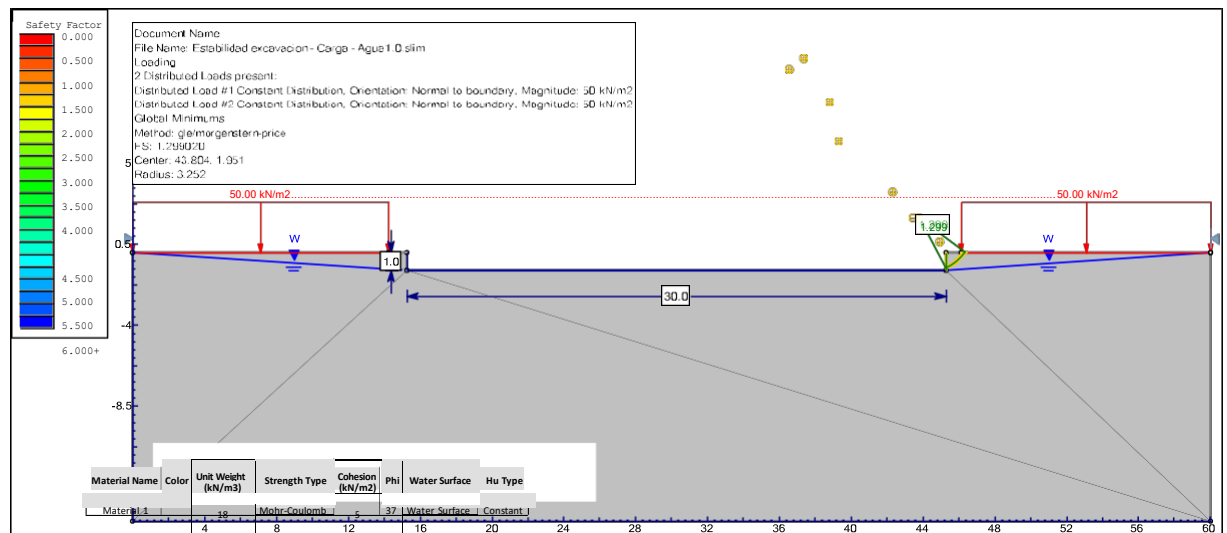 Safety Factor
0.000
0.500
1.000
1.500
2.000
2.500
3.000
3.500
4.000
4.500
5.000
5.500
6.000+
Document Name
File Name: Estabilidad excavacion - Carga - Agua1.0.slim
Loading
2 Distributed Loads present:
Distributed Load #1 Constant Distribution, Orientation: Normal to boundary, Magnitude: 50 kN/m2
Distributed Load #2 Constant Distribution, Orientation: Normal to boundary, Magnitude: 50 kN/m2
Global Minimums
Method: gle/morgenstern-price
FS: 1.299020
Center: 43.804, 1.951
Radius: 3.252
5
50.00 kN/m2
50.00 kN/m2
1.299
0.5
W
W
1.0
30.0
-4
-8.5
Material Name Color Unit Weight (kN/m3) Strength Type Cohesion (kN/m2) Phi Water Surface Hu Type
Material 1 18 Mohr-Coulomb 5 37 Water Surface Constant
4 8 12 16 20 24 28 32 36 40 44 48 52 56 60